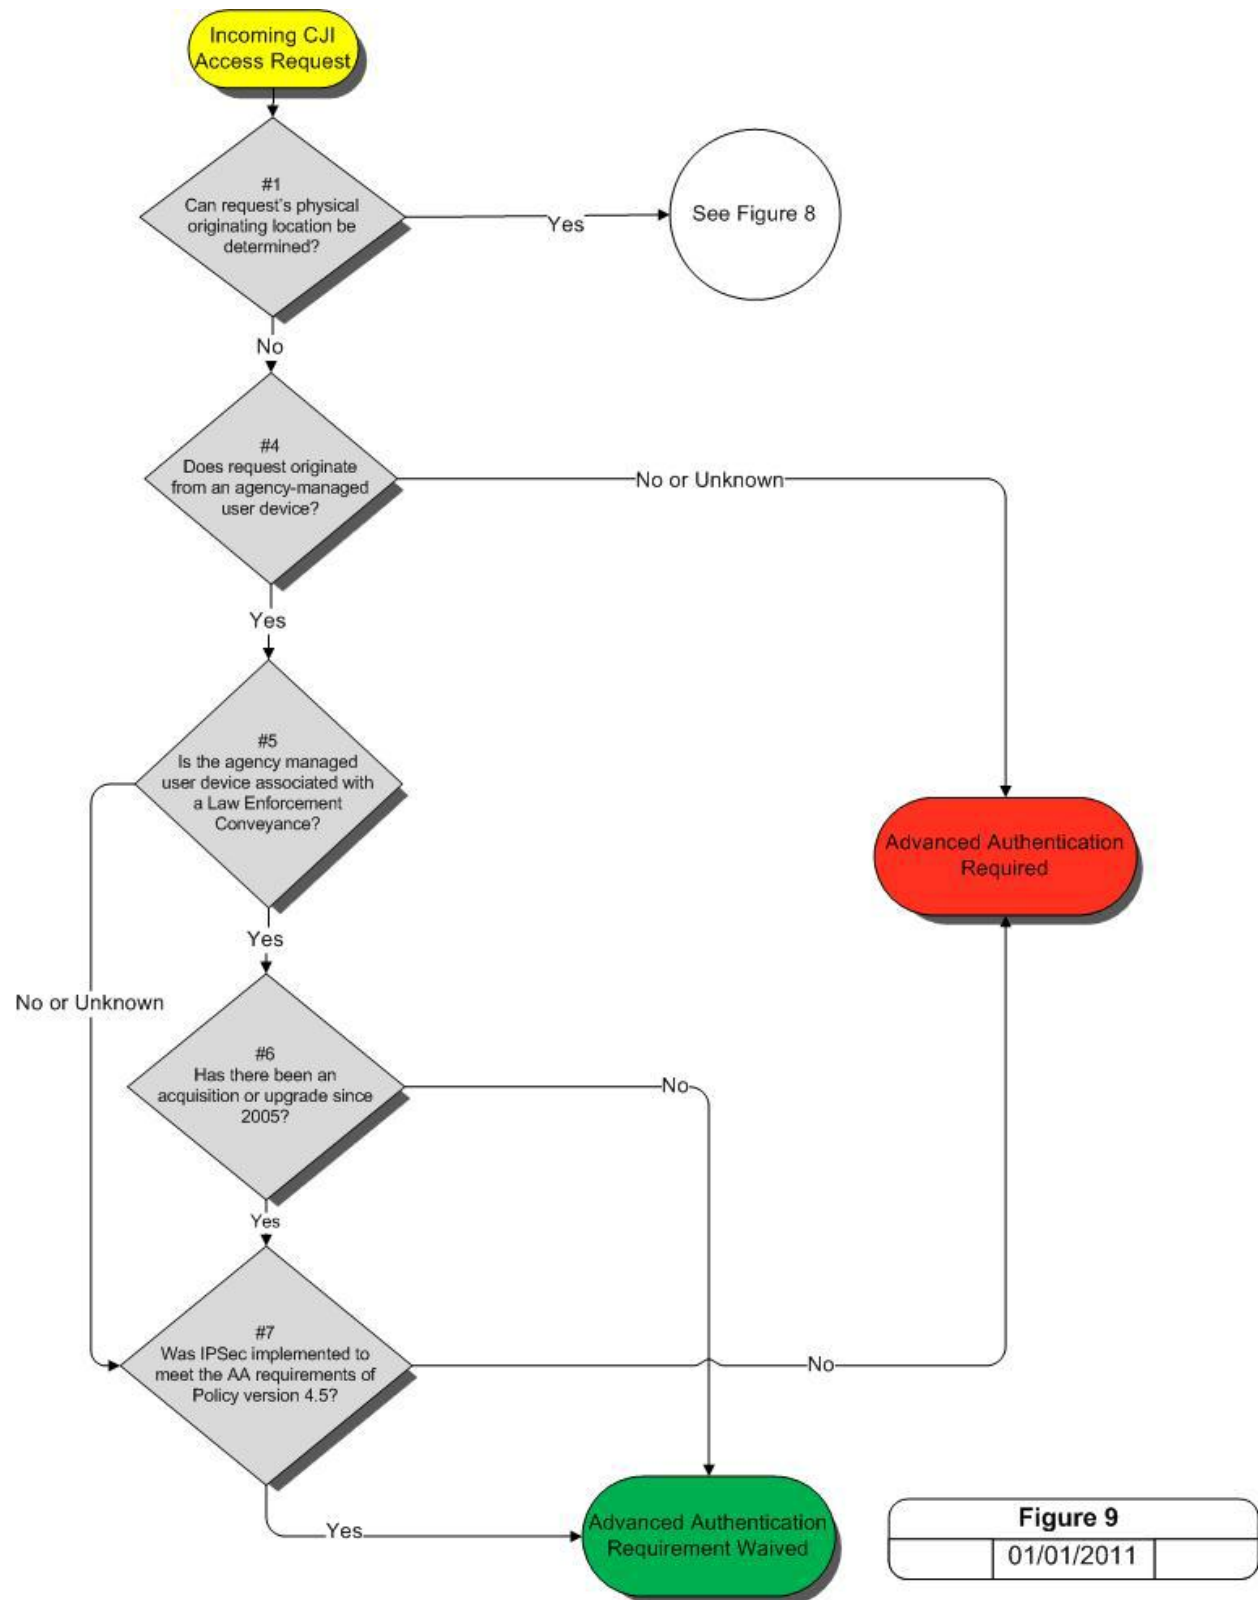 Incoming CJI
Access Request
#1
Can request's physical
originating location be
determined?
Yes
See Figure 8
No
#4
Does request originate
from an agency-managed
user device?
No or Unknown
Yes
#5
Is the agency managed
user device associated with
a Law Enforcement
Conveyance?
Advanced Authentication
Required
Yes
No or Unknown
#6
Has there been an
acquisition or upgrade since
2005?
No
Yes
#7
Was IPSec implemented to
meet the AA requirements of
Policy version 4.5?
No
Yes
Advanced Authentication
Requirement Waived
Figure 9
01/01/2011